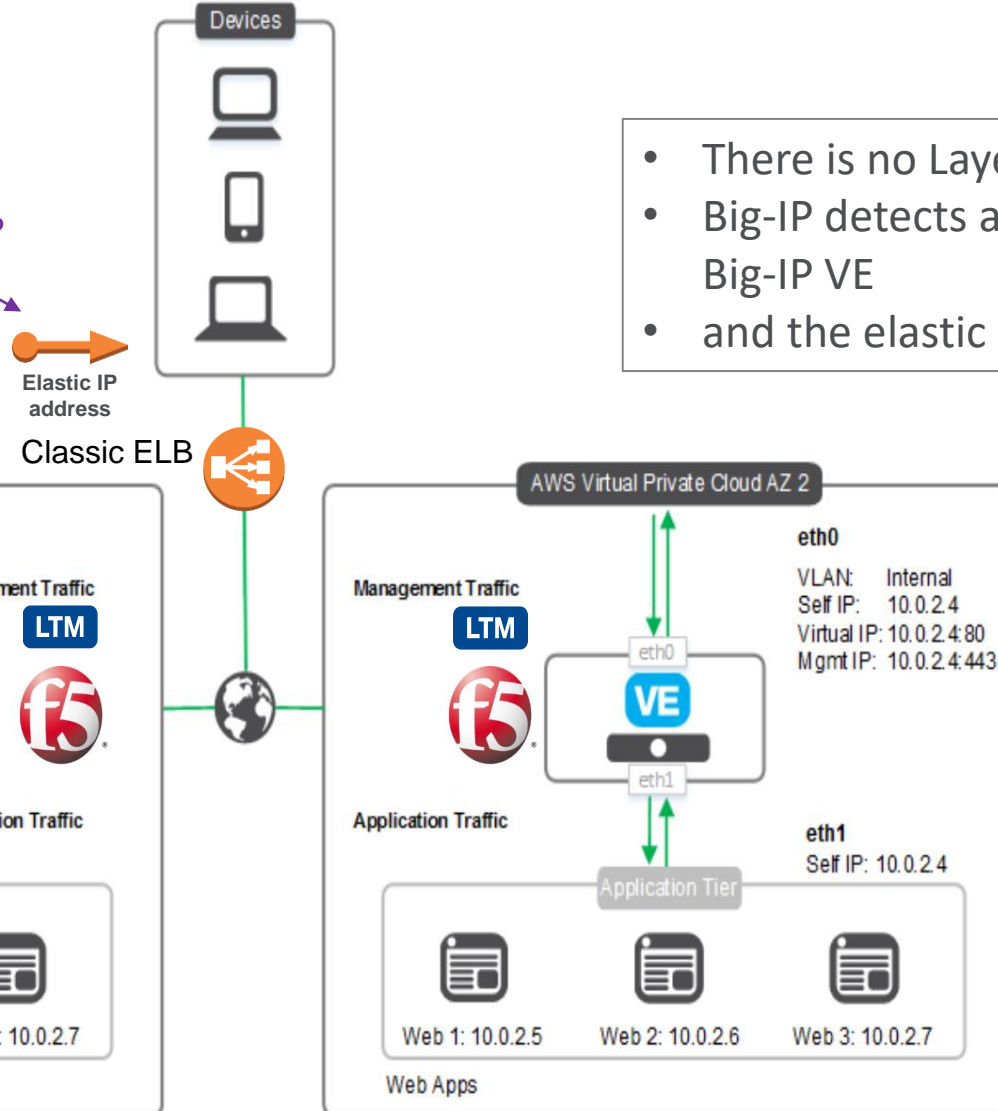 Devices
• There is no Laye
• Big-IP detects a
Big-IP VE
• and the elastic
Elastic IP
address
Classic ELB
AWS Virtual Private Cloud AZ 2
eth0
VLAN: Internal
Self IP: 10.0.2.4
Virtual IP: 10.0.2.4:80
Mgmt IP: 10.0.2.4:443
ment Traffic
LTM
f5
Management Traffic
LTM
f5
eth0
VE
eth1
ion Traffic
Application Traffic
eth1
Self IP: 10.0.2.4
Application Tier
: 10.0.2.7
Web 1: 10.0.2.5
Web 2: 10.0.2.6
Web 3: 10.0.2.7
Web Apps